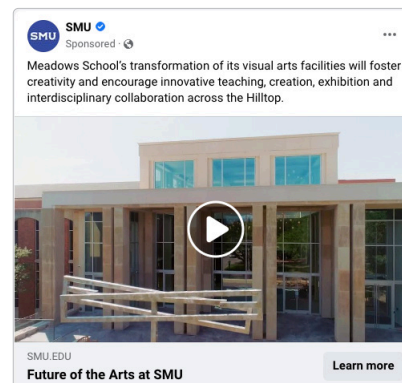 SMU
SMU
Sponsored ·
Meadows School's transformation of its visual arts facilities will foster
creativity and encourage innovative teaching, creation, exhibition and
interdisciplinary collaboration across the Hilltop.
SMU.EDU
Future of the Arts at SMU
Learn more